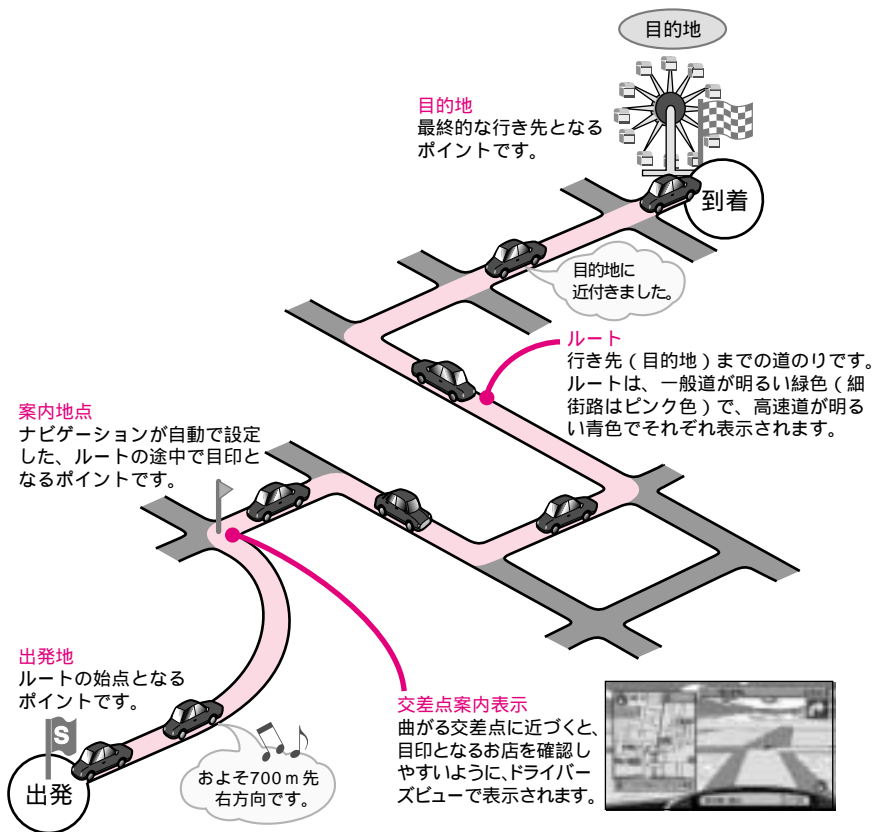 目的地
目的地
最終的な行き先となる
ポイントです。
到着
目的地に
近付きました。
ルート
行き先(目的地)までの道のりです。
ルートは、一般道が明るい緑色(細
街路はピンク色)で、高速道が明る
い青色でそれぞれ表示されます。
案内地点
ナビゲーションが自動で設定
した、ルートの途中で目印と
なるポイントです。
出発地
ルートの始点となる
ポイントです。
S
出発
およそ700m先
右方向です。
交差点案内表示
曲がる交差点に近づくと、
目印となるお店を確認し
やすいように、ドライバー
ズビューで表示されます。